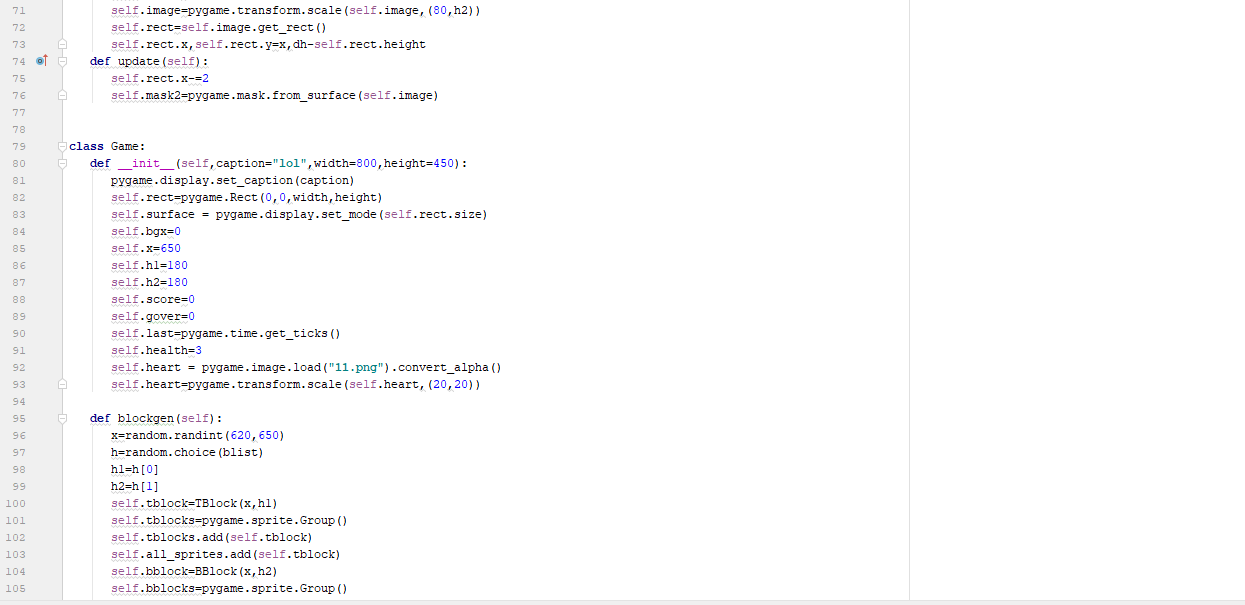 71 self.image=pygame.transform.scale(self.image,(80,h2))
72 self.rect=self.image.get_rect()
73 self.rect.x,self.rect.y=x,dh-self.rect.height
74 def update(self):
75 self.rect.x-=2
76 self.mask2=pygame.mask.from_surface(self.image)
77
78
79 class Game:
80 def __init__(self,caption="lol",width=800,height=450):
81 pygame.display.set_caption(caption)
82 self.rect=pygame.Rect(0,0,width,height)
83 self.surface = pygame.display.set_mode(self.rect.size)
84 self.bgx=0
85 self.x=650
86 self.h1=180
87 self.h2=180
88 self.score=0
89 self.gover=0
90 self.last=pygame.time.get_ticks()
91 self.health=3
92 self.heart = pygame.image.load("11.png").convert_alpha()
93 self.heart=pygame.transform.scale(self.heart,(20,20))
94
95 def blockgen(self):
96 x=random.randint(620,650)
97 h=random.choice(blist)
98 h1=h[0]
99 h2=h[1]
100 self.tblock=TBlock(x,h1)
101 self.tblocks=pygame.sprite.Group()
102 self.tblocks.add(self.tblock)
103 self.all_sprites.add(self.tblock)
104 self.bblock=BBlock(x,h2)
105 self.bblocks=pygame.sprite.Group()